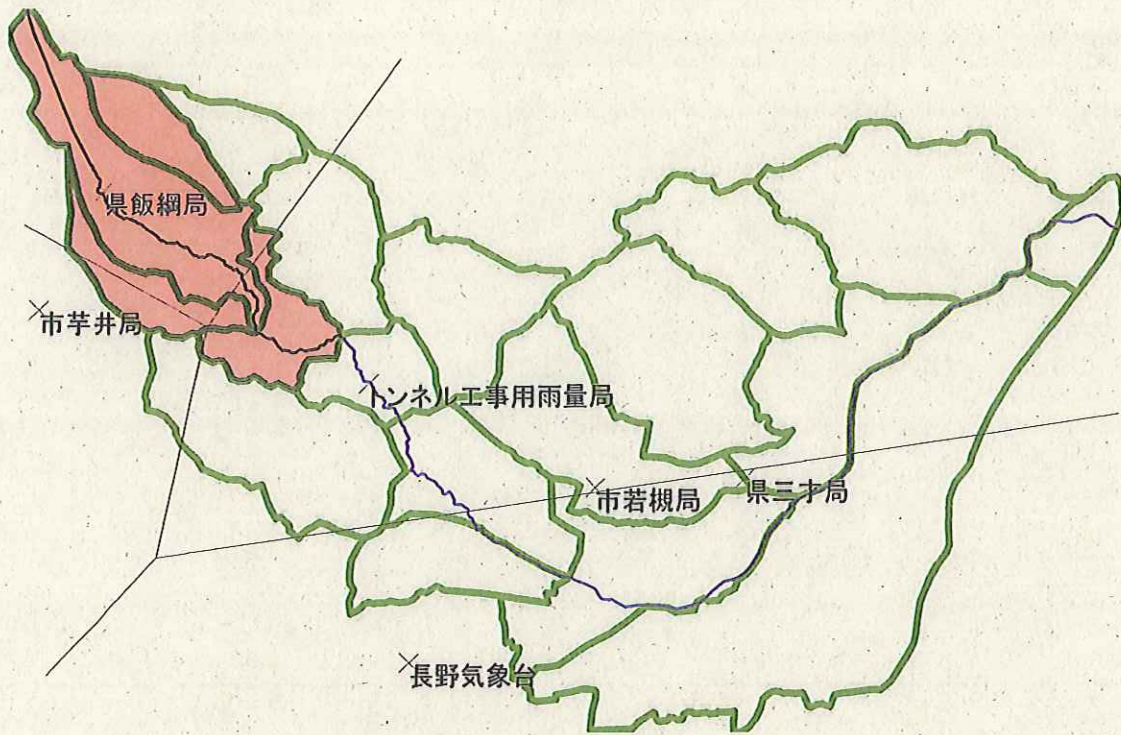 県飯綱局
市芋井局
トンネル工事用雨量局
市若槻局
県三才局
長野気象台